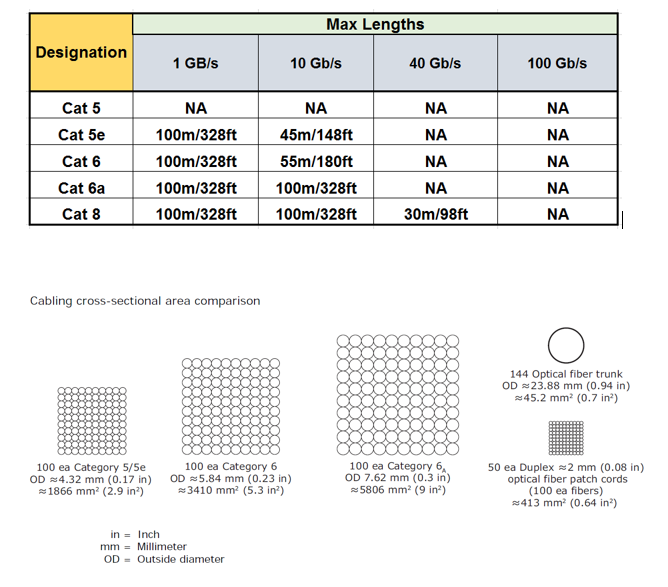 Max Lengths
Designation
1 GB/s 10 Gb/s 40 Gb/s 100 Gb/s
Cat 5 NA NA NA NA
Cat 5e 100m/328ft 45m/148ft NA NA
Cat 6 100m/328ft 55m/180ft NA NA
Cat 6a 100m/328ft 100m/328ft NA NA
Cat 8 100m/328ft 100m/328ft 30m/98ft NA
Cabling cross-sectional area comparison
100 ea Category 5/5e
OD ≈4.32 mm (0.17 in)
≈1866 mm² (2.9 in²)
100 ea Category 6
OD ≈5.84 mm (0.23 in)
≈3410 mm² (5.3 in²)
100 ea Category 6A
OD 7.62 mm (0.3 in)
≈5806 mm² (9 in²)
144 Optical fiber trunk
OD ≈23.88 mm (0.94 in)
≈45.2 mm² (0.7 in²)
50 ea Duplex ≈2 mm (0.08 in)
optical fiber patch cords
(100 ea fibers)
≈413 mm² (0.64 in²)
in = Inch
mm = Millimeter
OD = Outside diameter